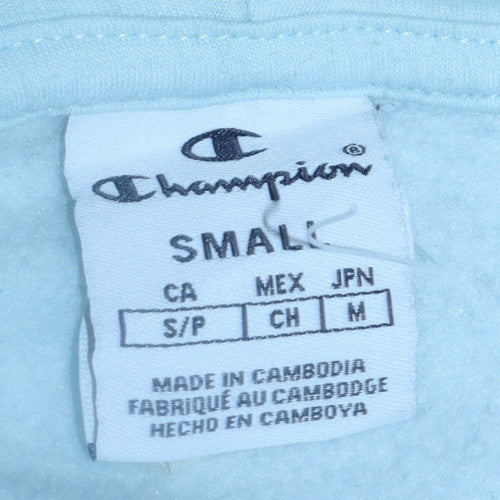 Champion®
SMALL
CA MEX JPN
S/P CH M
MADE IN CAMBODIA
FABRIQUÉ AU CAMBODGE
HECHO EN CAMBOYA